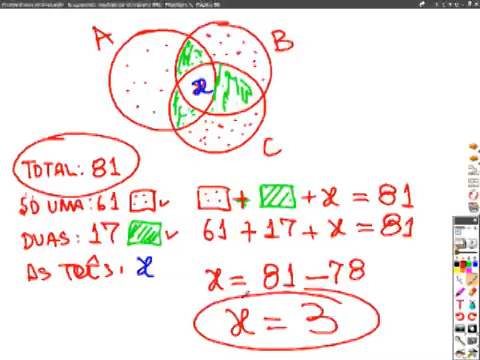 A
B
x
C
TOTAL: 81
SÓ UMA: 61
DUAS: 17
AS TRÊS: x
+ + x = 81
61 + 17 + x = 81
x = 81 - 78
x = 3